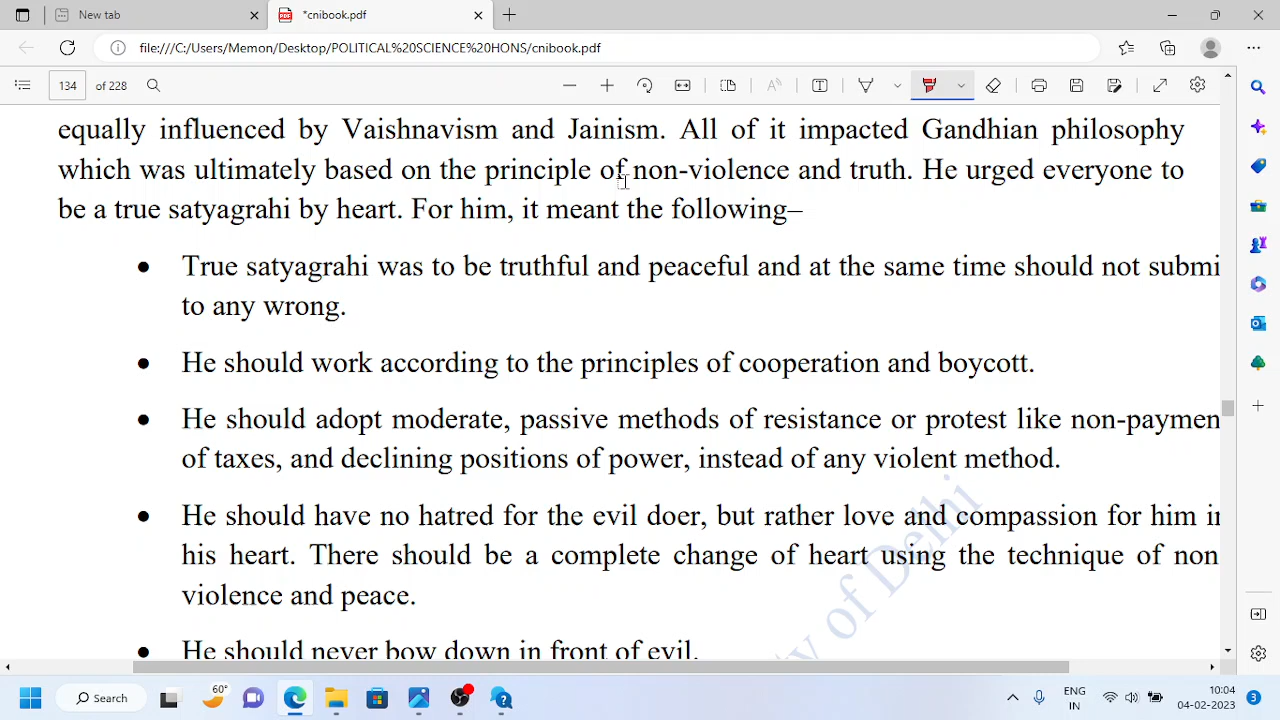 New tab
*cnibook.pdf
file:///C:/Users/Memon/Desktop/POLITICAL%20SCIENCE%20HONS/cnibook.pdf
134 of 228
equally influenced by Vaishnavism and Jainism. All of it impacted Gandhian philosophy
which was ultimately based on the principle of non-violence and truth. He urged everyone to
be a true satyagrahi by heart. For him, it meant the following–
● True satyagrahi was to be truthful and peaceful and at the same time should not submi
to any wrong.
● He should work according to the principles of cooperation and boycott.
● He should adopt moderate, passive methods of resistance or protest like non-paymen
of taxes, and declining positions of power, instead of any violent method.
● He should have no hatred for the evil doer, but rather love and compassion for him in
his heart. There should be a complete change of heart using the technique of non
violence and peace.
● He should never bow down in front of evil.
ty of Delhi
60°
Search
ENG
IN
10:04
04-02-2023
3